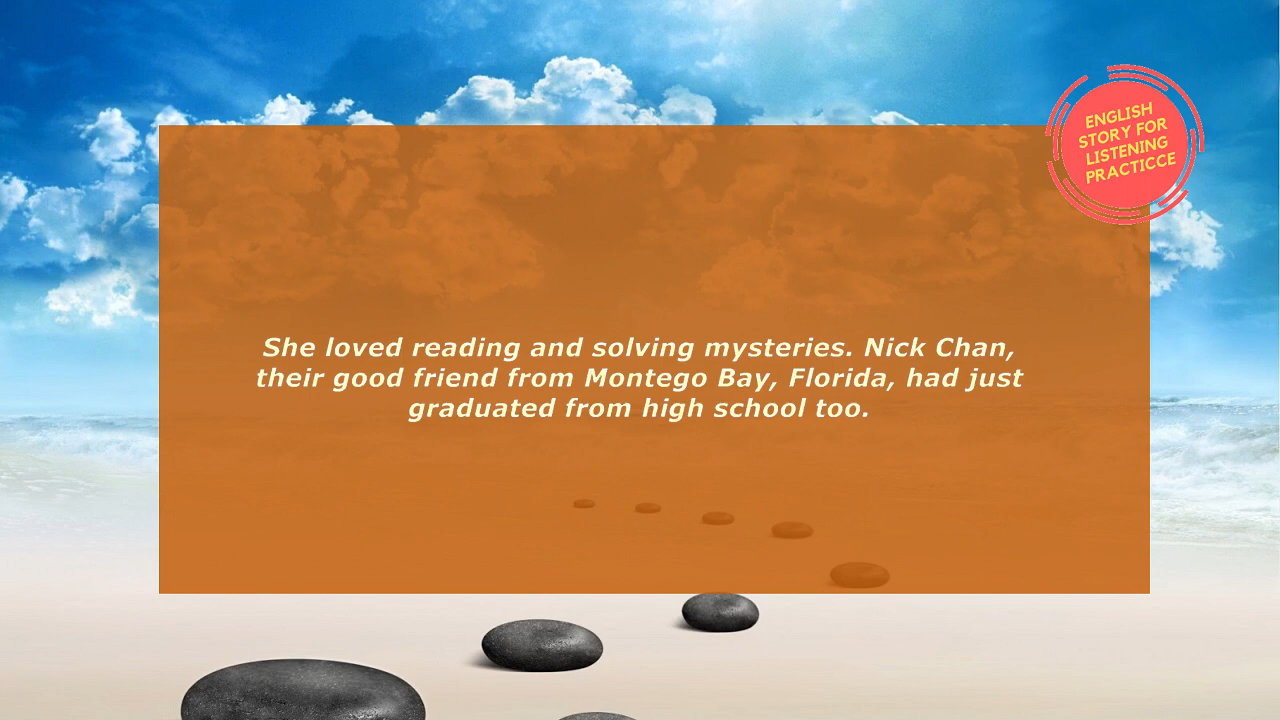 ENGLISH
STORY FOR
LISTENING
PRACTICCE
She loved reading and solving mysteries. Nick Chan,
their good friend from Montego Bay, Florida, had just
graduated from high school too.